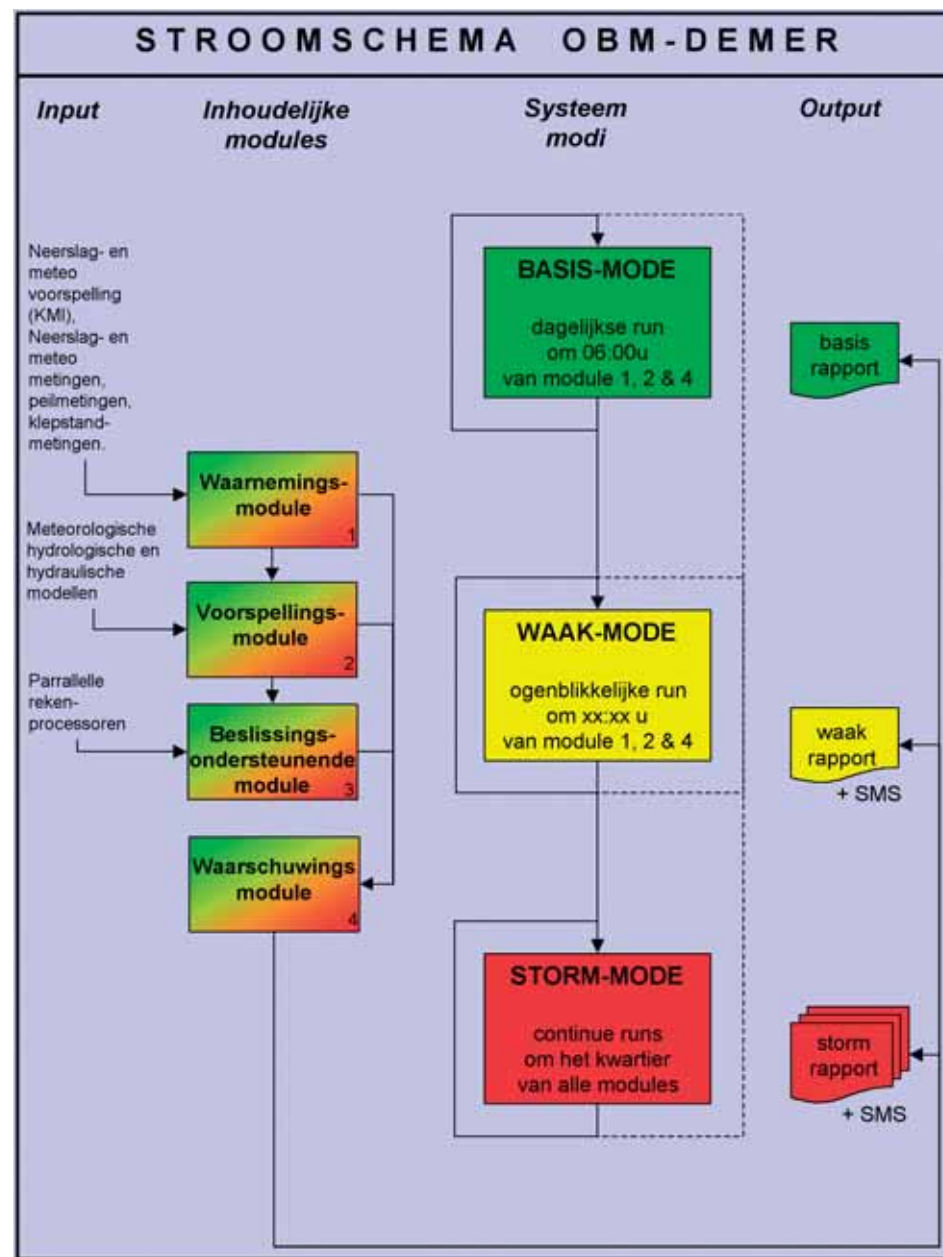 STROOMSCHEMA OBM-DEMER
Input
Inhoudelijke
modules
Systeem
modi
Output
Neerslag- en
meteo
voorspelling
(KMI),
Neerslag- en
meteo
metingen,
peilmetingen,
klepstand-
metingen.
Meteorologische
hydrologische en
hydraulische
modellen
Parrallelle
reken-
processoren
Waarnemings-
module
1
Voorspellings-
module
2
Beslissings-
ondersteunende
module
3
Waarschuwings
module
4
BASIS-MODE
dagelijkse run
om 06:00u
van module 1, 2 & 4
WAAK-MODE
ogenblikkelijke run
om xx:xx u
van module 1, 2 & 4
STORM-MODE
continue runs
om het kwartier
van alle modules
basis
rapport
waak
rapport
+ SMS
storm
rapport
+ SMS